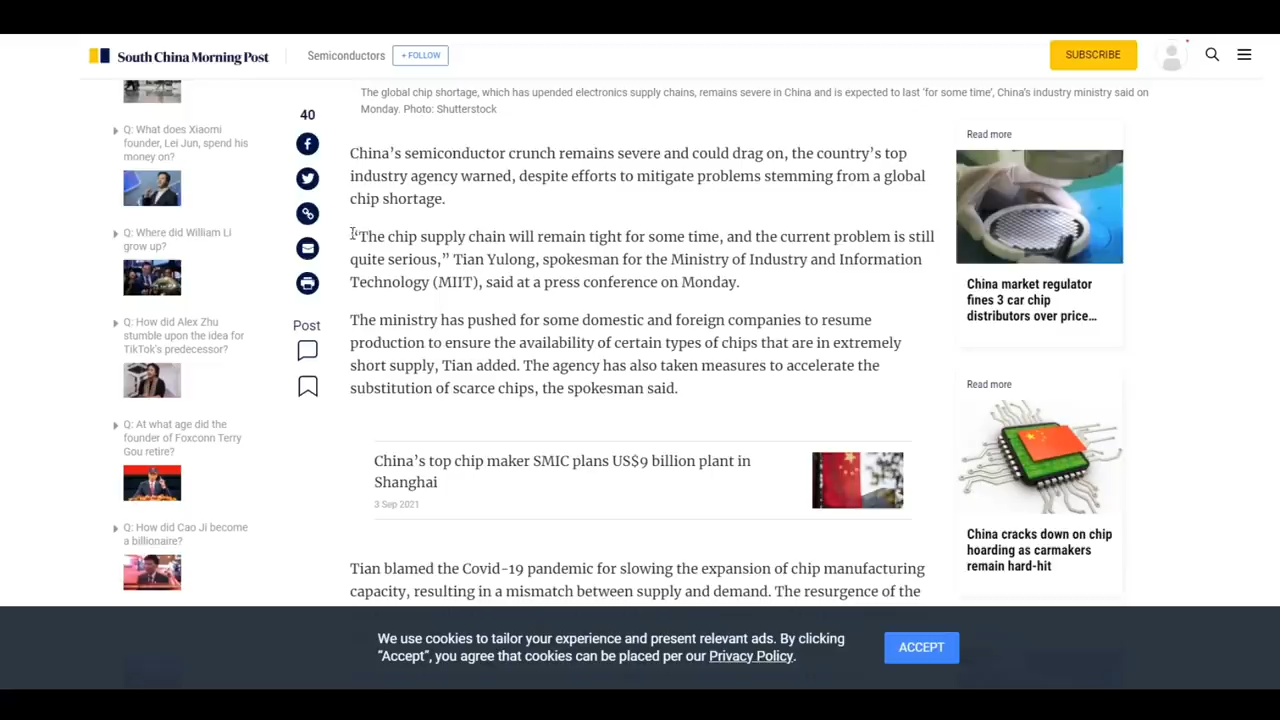 South China Morning Post
Semiconductors
+ FOLLOW
SUBSCRIBE
Q: What does Xiaomi
founder, Lei Jun, spend his
money on?
Q: Where did William Li
grow up?
Q: How did Alex Zhu
stumble upon the idea for
TikTok's predecessor?
Q: At what age did the
founder of Foxconn Terry
Gou retire?
Q: How did Cao Ji become
a billionaire?
40
Post
The global chip shortage, which has upended electronics supply chains, remains severe in China and is expected to last ‘for some time’, China’s industry ministry said on
Monday. Photo: Shutterstock
China’s semiconductor crunch remains severe and could drag on, the country’s top
industry agency warned, despite efforts to mitigate problems stemming from a global
chip shortage.
“The chip supply chain will remain tight for some time, and the current problem is still
quite serious,” Tian Yulong, spokesman for the Ministry of Industry and Information
Technology (MIIT), said at a press conference on Monday.
The ministry has pushed for some domestic and foreign companies to resume
production to ensure the availability of certain types of chips that are in extremely
short supply, Tian added. The agency has also taken measures to accelerate the
substitution of scarce chips, the spokesman said.
China’s top chip maker SMIC plans US$9 billion plant in
Shanghai
3 Sep 2021
Tian blamed the Covid-19 pandemic for slowing the expansion of chip manufacturing
capacity, resulting in a mismatch between supply and demand. The resurgence of the
Read more
China market regulator
fines 3 car chip
distributors over price...
Read more
China cracks down on chip
hoarding as carmakers
remain hard-hit
We use cookies to tailor your experience and present relevant ads. By clicking
“Accept”, you agree that cookies can be placed per our Privacy Policy.
ACCEPT